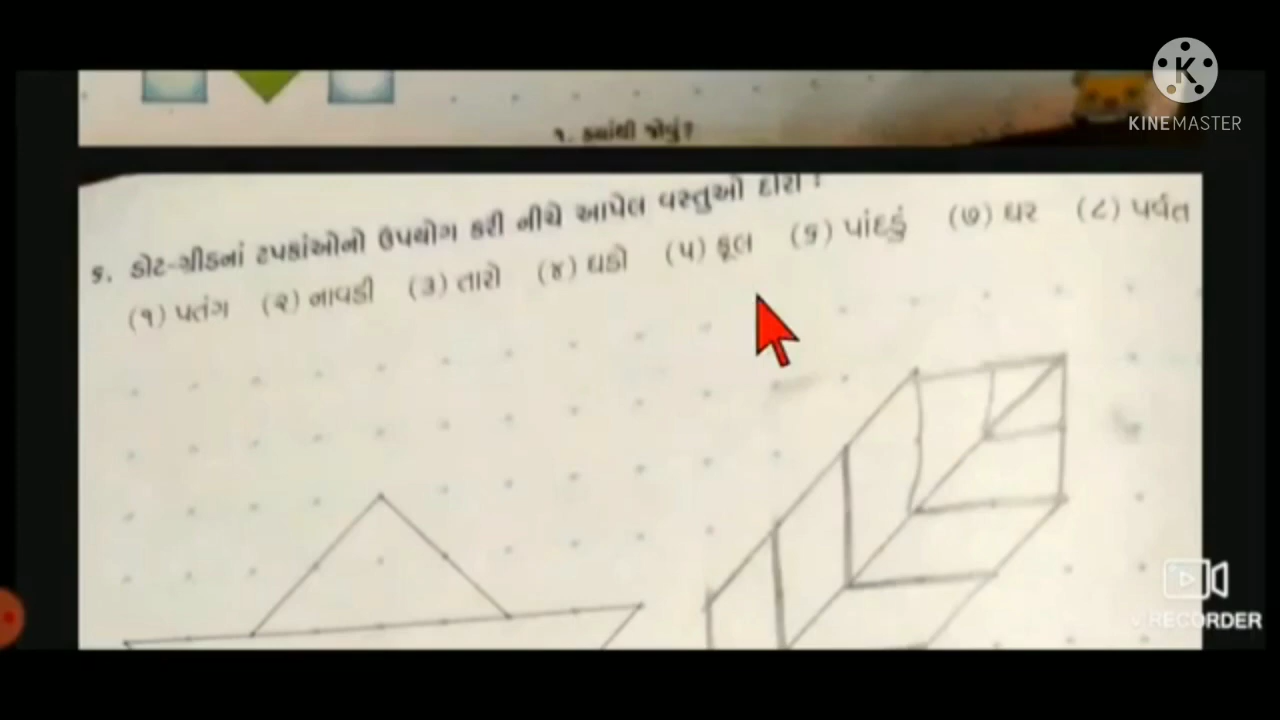 KINEMASTER
૧. ક્યાંથી જોવું?
૬. ડોટ-ગ્રીડનાં ટપકાંઓનો ઉપયોગ કરી નીચે આપેલ વસ્તુઓ દોરો :
(૧) પતંગ (૨) નાવડી (૩) તારો (૪) ઘડો (૫) ફૂલ (૬) પાંદડું (૭) ઘર (૮) પર્વત
RECORDER